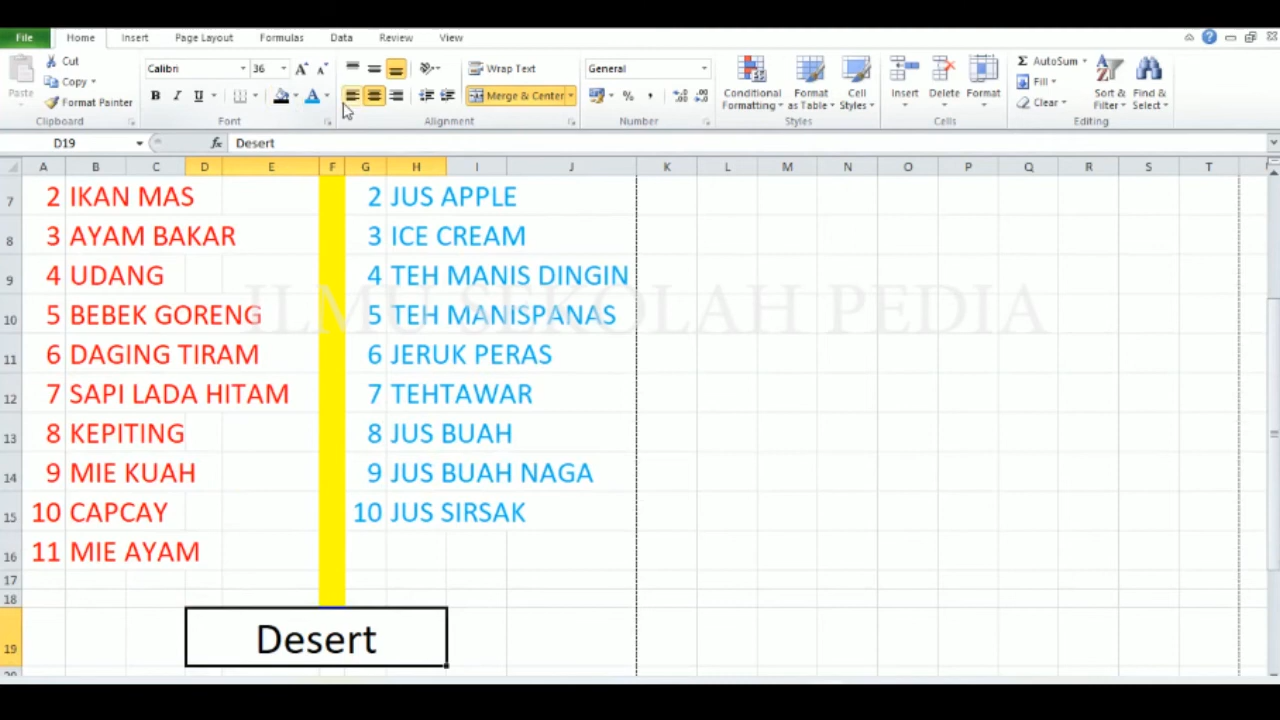 File Home Insert Page Layout Formulas Data Review View
Paste Cut Copy Format Painter Clipboard
Calibri 36 A A B I U A Font
Wrap Text Merge & Center Alignment
General % , Number
Conditional Formatting Format as Table Cell Styles Styles
Insert Delete Format Cells
Σ AutoSum Fill Clear Sort & Filter Find & Select Editing
D19 fx Desert
A B C D E F G H I J K L M N O P Q R S T
7 2 IKAN MAS 2 JUS APPLE
8 3 AYAM BAKAR 3 ICE CREAM
9 4 UDANG 4 TEH MANIS DINGIN
ILMU SEKOLAH PEDIA
10 5 BEBEK GORENG 5 TEH MANISPANAS
11 6 DAGING TIRAM 6 JERUK PERAS
12 7 SAPI LADA HITAM 7 TEHTAWAR
13 8 KEPITING 8 JUS BUAH
14 9 MIE KUAH 9 JUS BUAH NAGA
15 10 CAPCAY 10 JUS SIRSAK
16 11 MIE AYAM
17
18
19 Desert